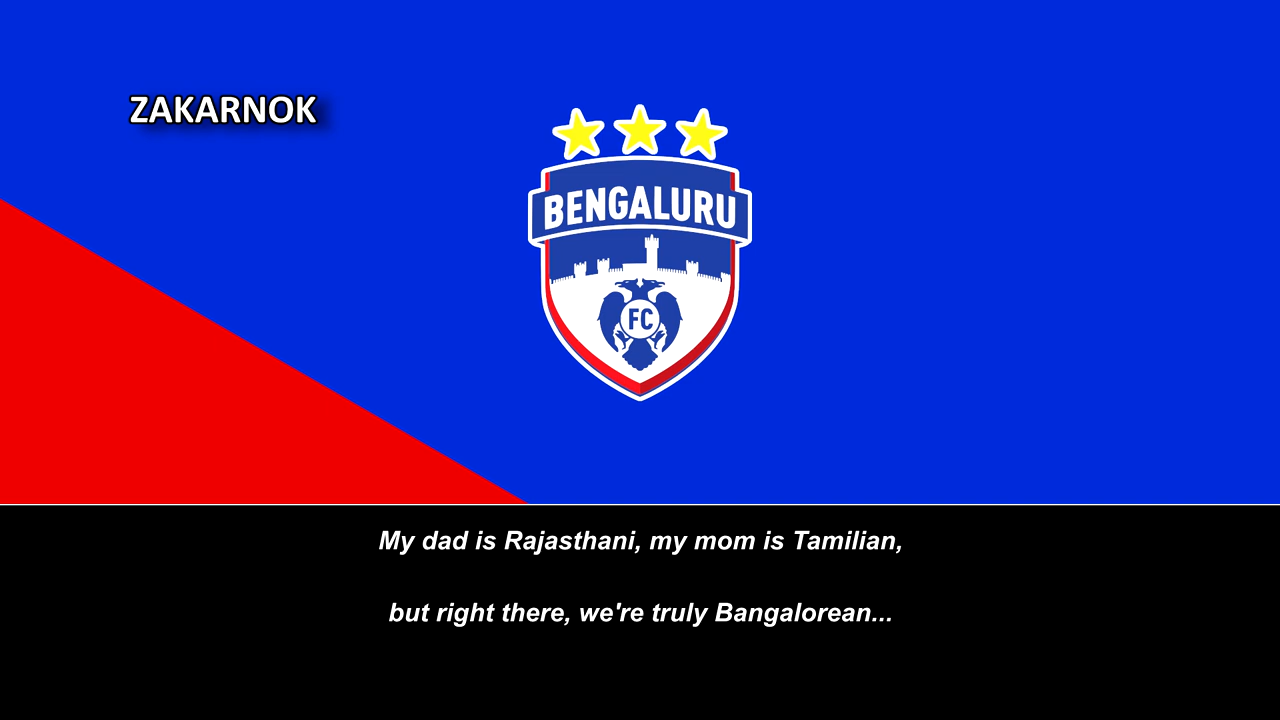 ZAKARNOK
BENGALURU
FC
My dad is Rajasthani, my mom is Tamilian,
but right there, we're truly Bangalorean...